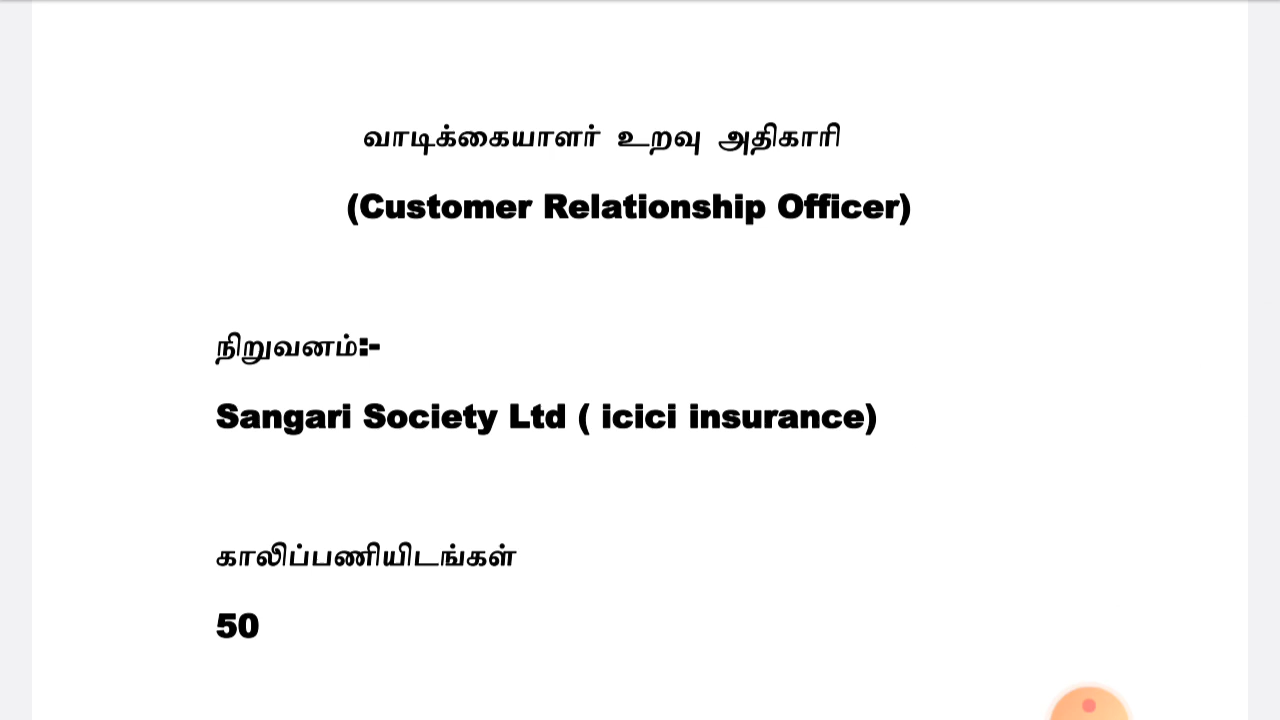 வாடிக்கையாளர் உறவு அதிகாரி
(Customer Relationship Officer)
நிறுவனம்:-
Sangari Society Ltd ( icici insurance)
காலிப்பணியிடங்கள்
50